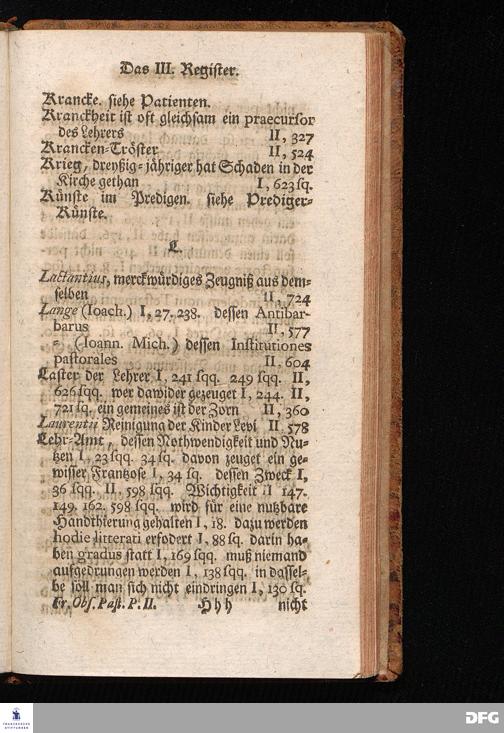 Das III. Register.
Krancke. siehe Patienten.
Kranckheit ist oft gleichsam ein praecursor
des Lehrers II, 327
Krancken-Tröster II, 524
Krieg, dreyßig-jähriger hat Schaden in der
Kirche gethan I, 623 sq.
Künste im Predigen. siehe Prediger-
Künste.
L.
Lactantius, merckwürdiges Zeugniß aus dem-
selben II, 724
Lange (Ioach.) I, 27. 238. dessen Antibar-
barus II, 577
- (Ioann. Mich.) dessen Institutiones
pastorales II, 604
Laster der Lehrer I, 241 sqq. 249 sqq. II,
626 sqq. wer dawider gezeuget I, 244. II,
721 sq. ein gemeines ist der Zorn II, 360
Laurentii Reinigung der Kinder Levi II, 578
Lehr-Amt, dessen Nothwendigkeit und Nu-
tzen I, 23 sqq. 34 sq. davon zeuget ein ge-
wisser Frantzose I, 34 sq. dessen Zweck I,
36 sqq. II, 598 sqq. Wichtigkeit II 147.
149. 162. 598 sqq. wird für eine nutzbare
Handthierung gehalten I, 18. dazu werden
hodie litterati erfodert I, 88 sq. darin ha-
ben gradus statt I, 169 sqq. muß niemand
aufgedrungen werden I, 138 sqq. in dassel-
be soll man sich nicht eindringen I, 130 sq.
Fr. Obs. Past. P. II. Hhh nicht
FRANCKESCHE
STIFTUNGEN
DFG